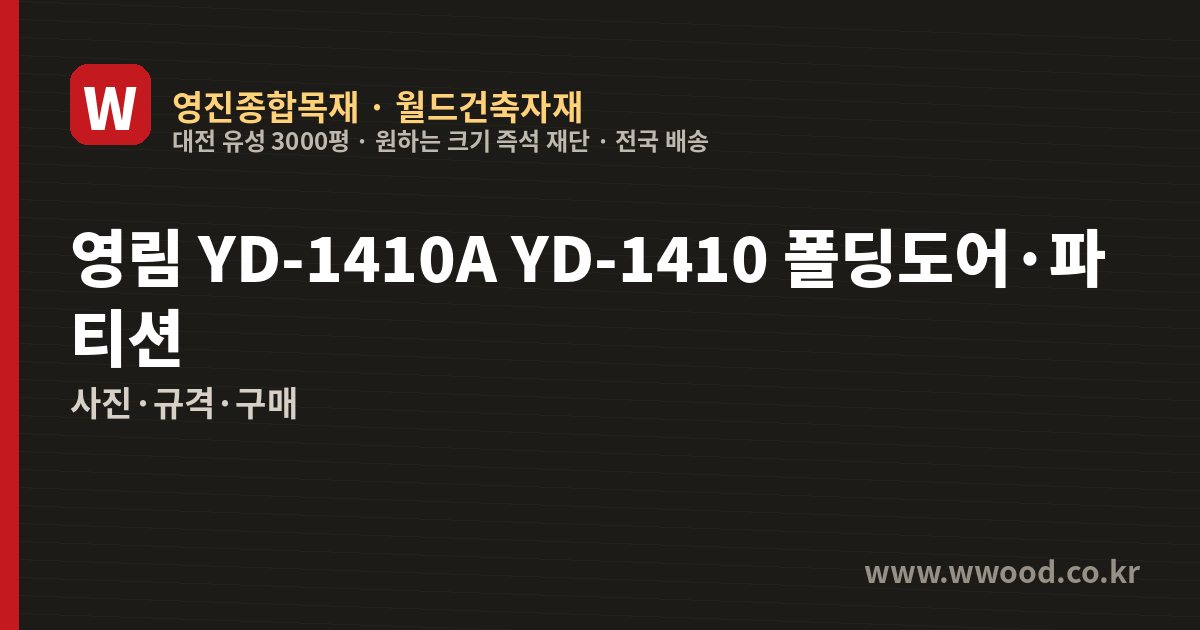 W
영진종합목재 · 월드건축자재
대전 유성 3000평 · 원하는 크기 즉석 재단 · 전국 배송
영림 YD-1410A YD-1410 폴딩도어·파
티션
사진·규격·구매
www.wwood.co.kr